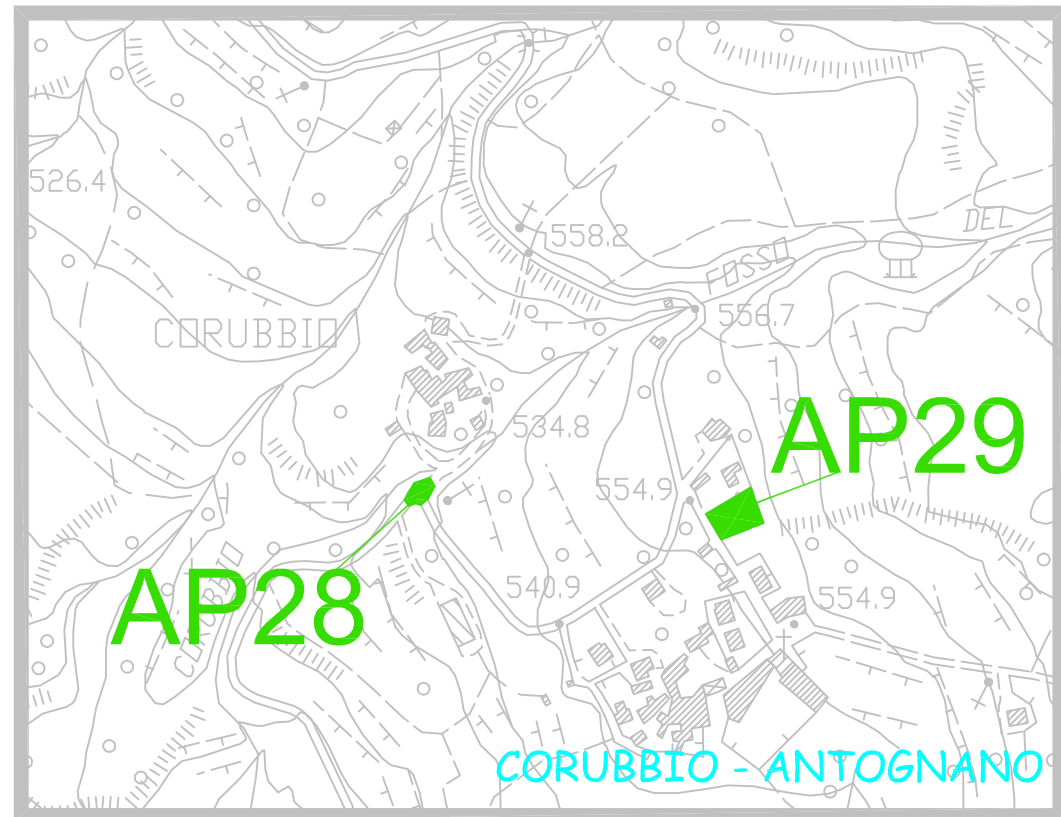 526.4
DEL
558.2
FOSSO
556.7
CORUBBIO
AP29
534.8
554.9
AP28
540.9
554.9
CORUBBIO
CORUBBIO - ANTOGNANO